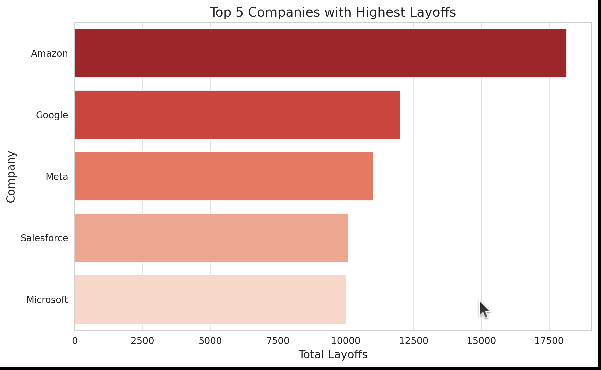 Top 5 Companies with Highest Layoffs
Company
Amazon
Google
Meta
Salesforce
Microsoft
0 2500 5000 7500 10000 12500 15000 17500
Total Layoffs